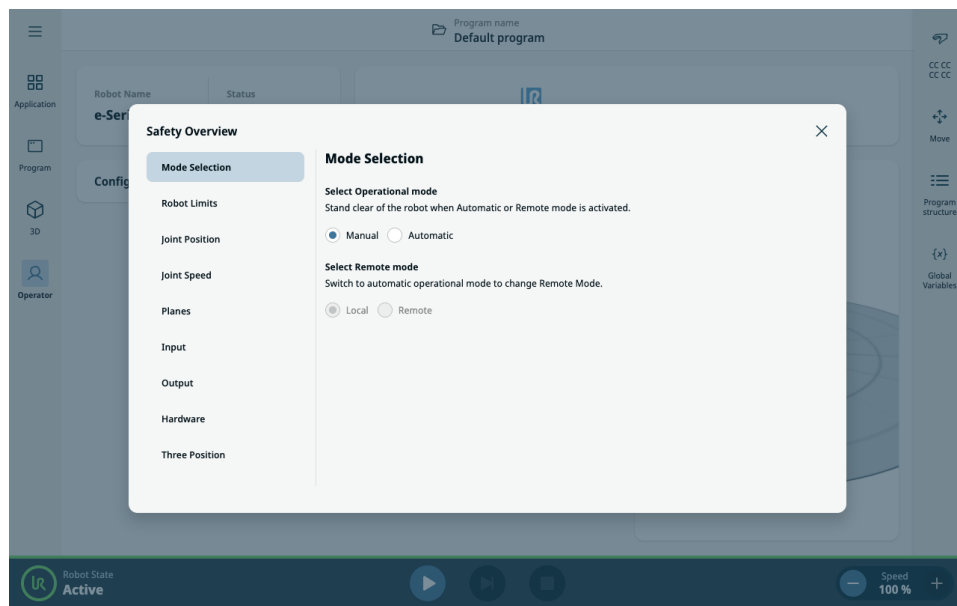 Program name
Default program
Application
Program
3D
Operator
Robot Name
Status
e-Seri
Config
Safety Overview
Mode Selection
Robot Limits
Joint Position
Joint Speed
Planes
Input
Output
Hardware
Three Position
Mode Selection
Select Operational mode
Stand clear of the robot when Automatic or Remote mode is activated.
Manual Automatic
Select Remote mode
Switch to automatic operational mode to change Remote Mode.
Local Remote
CC CC
CC CC
Move
Program
structure
{x}
Global
Variables
Robot State
Active
Speed
100 %